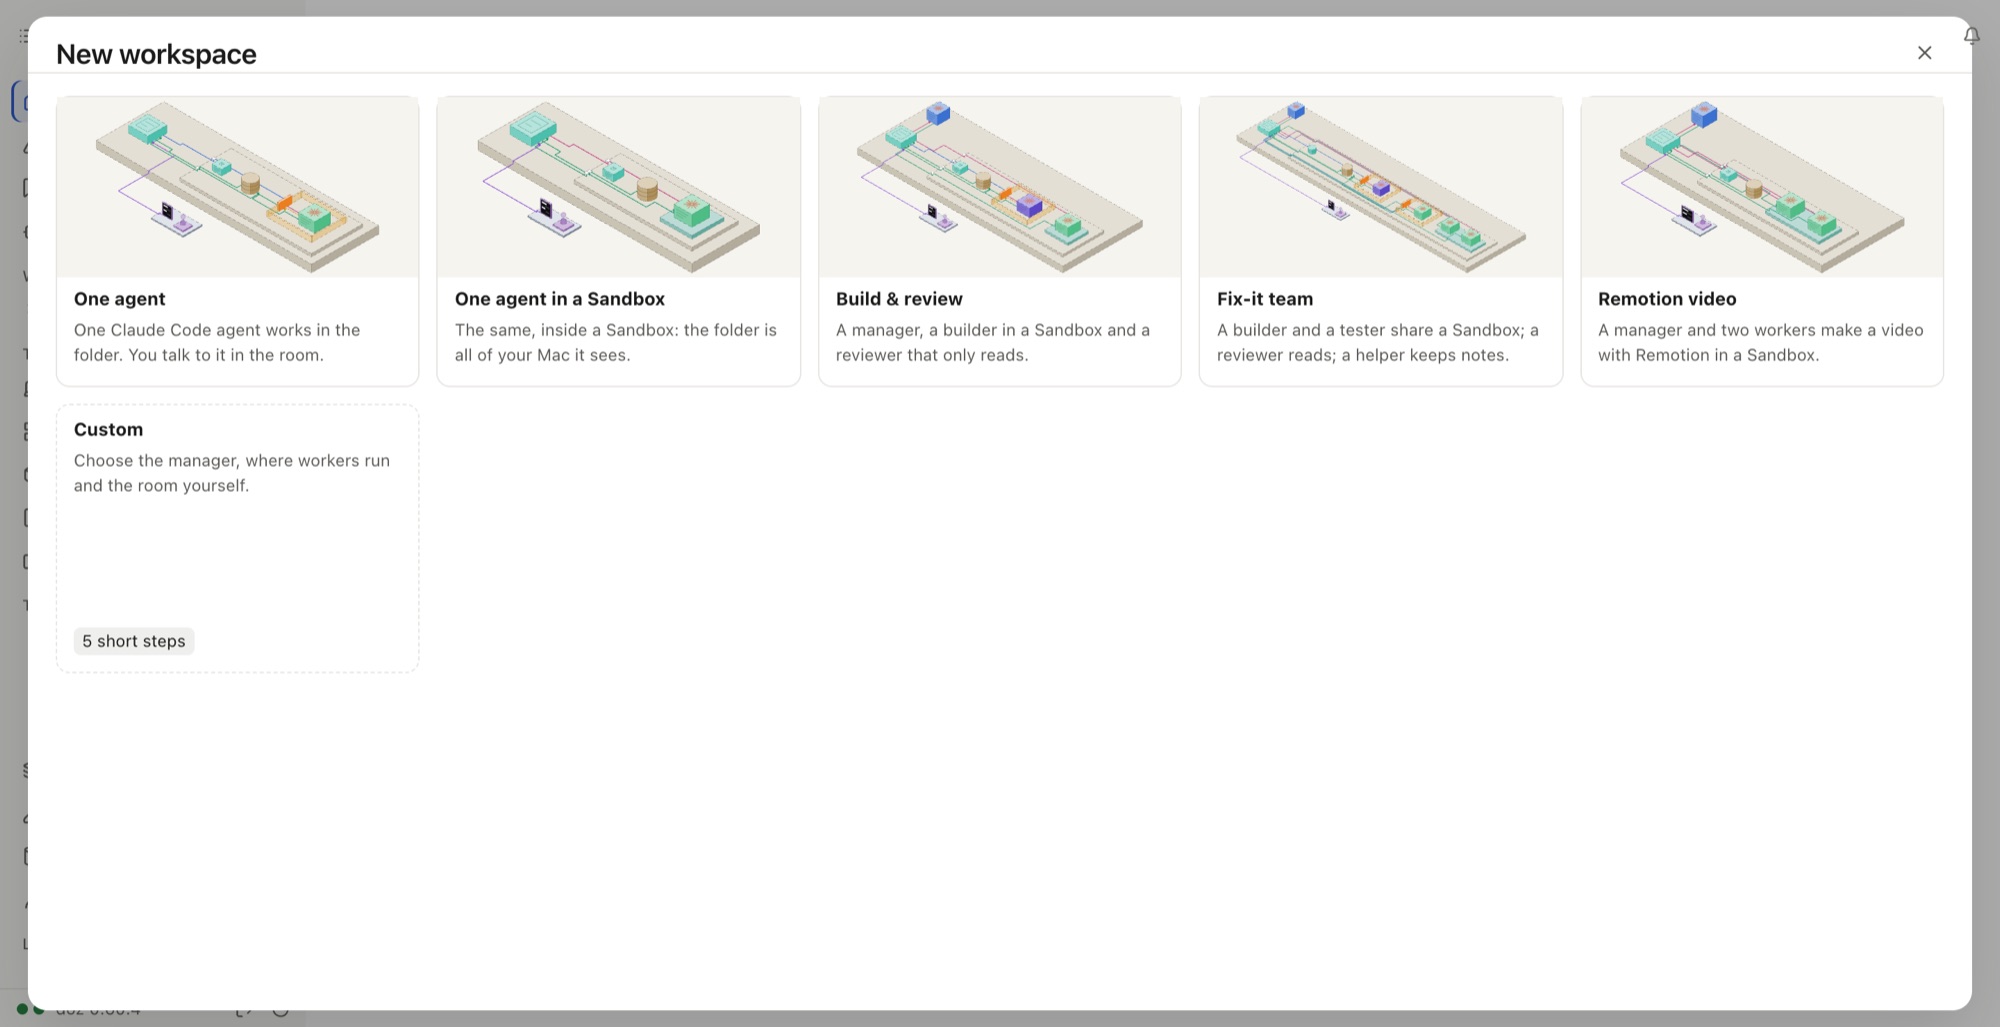 New workspace
One agent
One Claude Code agent works in the
folder. You talk to it in the room.
One agent in a Sandbox
The same, inside a Sandbox: the folder is
all of your Mac it sees.
Build & review
A manager, a builder in a Sandbox and a
reviewer that only reads.
Fix-it team
A builder and a tester share a Sandbox; a
reviewer reads; a helper keeps notes.
Remotion video
A manager and two workers make a video
with Remotion in a Sandbox.
Custom
Choose the manager, where workers run
and the room yourself.
5 short steps